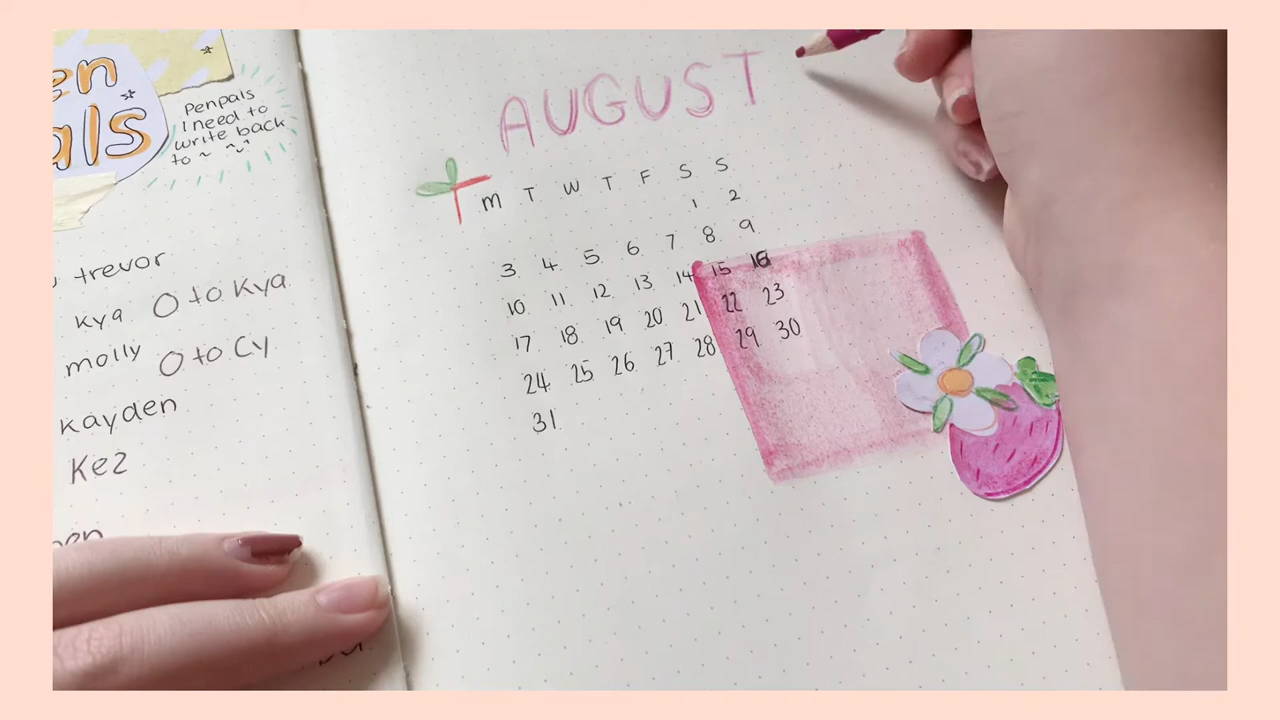 en
als
Penpals
I need to
write back
to ~
trevor
Kya O to Kya
molly O to Cy
Kayden
Kez
AUGUST
m T W T F S S
1 2
3 4 5 6 7 8 9
10 11 12 13 14 15 16
17 18 19 20 21 22 23
24 25 26 27 28 29 30
31